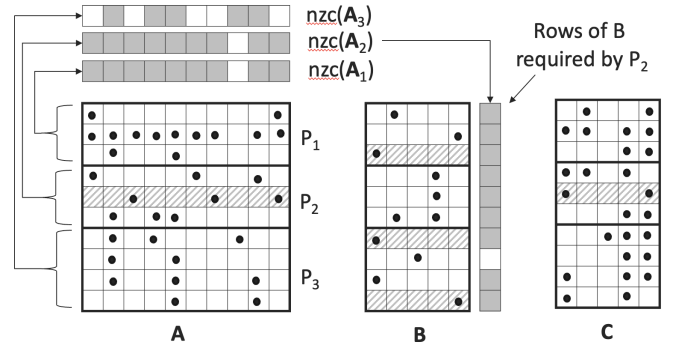 nzc(A3)
nzc(A2)
nzc(A1)
Rows of B
required by P2
P1
P2
P3
A
B
C